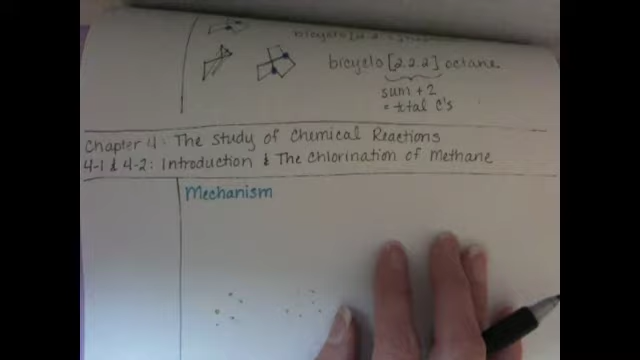 bicyclo [2.2.2] octane
sum + 2
= total C's
Chapter 4: The Study of Chemical Reactions
4-1 & 4-2: Introduction & The Chlorination of Methane
Mechanism